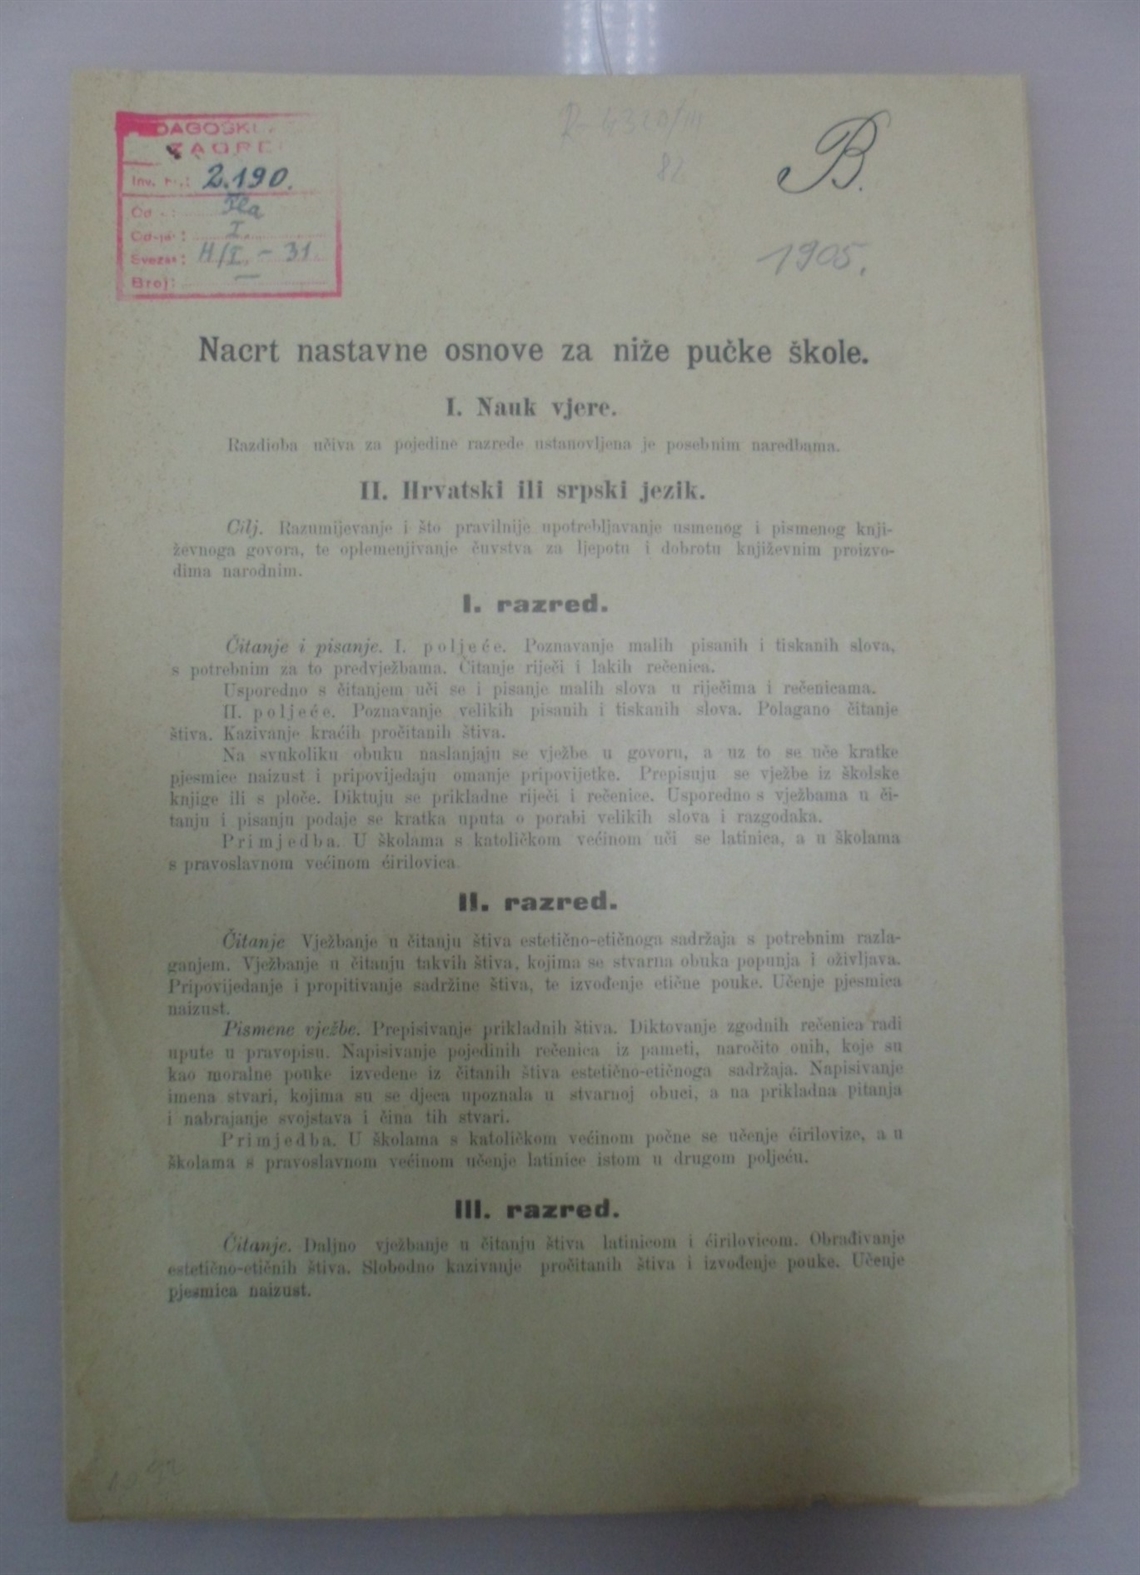 DAGOŠKI
ZAGRE
Inv. 2.190.
I.
Svezak: H/I. - 31.
Broj: —
82
B.
1905.
Nacrt nastavne osnove za niže pučke škole.
I. Nauk vjere.
Razdioba učiva za pojedine razrede ustanovljena je posebnim naredbama.
II. Hrvatski ili srpski jezik.
Cilj. Razumijevanje i što pravilnije upotrebljavanje usmenog i pismenog knji-
ževnoga govora, te oplemenjivanje čuvstva za ljepotu i dobrotu književnim proizvo-
dima narodnim.
I. razred.
Čitanje i pisanje. I. poljeće. Poznavanje malih pisanih i tiskanih slova,
s potrebnim za to predvježbama. Čitanje riječi i lakih rečenica.
Usporedno s čitanjem uči se i pisanje malih slova u riječima i rečenicama.
II. poljeće. Poznavanje velikih pisanih i tiskanih slova. Polagano čitanje
štiva. Kazivanje kraćih pročitanih štiva.
Na svukoliku obuku naslanjaju se vježbe u govoru, a uz to se uče kratke
pjesmice naizust i pripovijedaju omanje pripovijetke. Prepisuju se vježbe iz školske
knjige ili s ploče. Diktuju se prikladne riječi i rečenice. Usporedno s vježbama u či-
tanju i pisanju podaje se kratka uputa o porabi velikih slova i razgodaka.
Primjedba. U školama s katoličkom većinom uči se latinica, a u školama
s pravoslavnom većinom ćirilovica.
II. razred.
Čitanje Vježbanje u čitanju štiva estetično-etičnoga sadržaja s potrebnim razla-
ganjem. Vježbanje u čitanju takvih štiva, kojima se stvarna obuka popunja i oživljava.
Pripovijedanje i propitivanje sadržine štiva, te izvođenje etične pouke. Učenje pjesmica
naizust.
Pismene vježbe. Prepisivanje prikladnih štiva. Diktovanje zgodnih rečenica radi
upute u pravopisu. Napisivanje pojedinih rečenica iz pameti, naročito onih, koje su
kao moralne pouke izvedene iz čitanih štiva estetično-etičnoga sadržaja. Napisivanje
imena stvari, kojima su se djeca upoznala u stvarnoj obuci, a na prikladna pitanja
i nabrajanje svojstava i čina tih stvari.
Primjedba. U školama s katoličkom većinom počne se učenje ćirilovize, a u
školama s pravoslavnom većinom učenje latinice istom u drugom poljeću.
III. razred.
Čitanje. Daljno vježbanje u čitanju štiva latinicom i ćirilovicom. Obrađivanje
estetično-etičnih štiva. Slobodno kazivanje pročitanih štiva i izvođenje pouke. Učenje
pjesmica naizust.